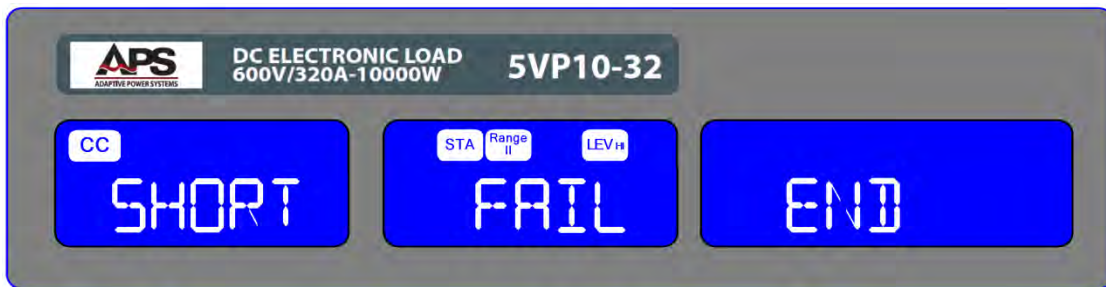 APS
ADAPTIVE POWER SYSTEMS
DC ELECTRONIC LOAD
600V/320A-10000W
5VP10-32
CC
SHORT
STA
Range
II
LEV HI
FAIL
END